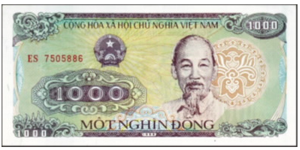 CỘNG HÒA XÃ HỘI CHỦ NGHĨA VIỆT NAM
1000
ES 7505886
1000
MỘT NGHÌN ĐỒNG
1000